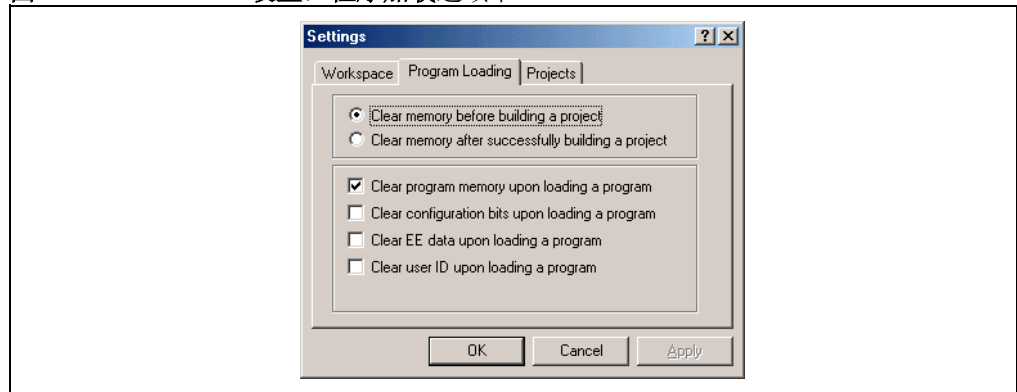 Settings
Workspace Program Loading Projects
Clear memory before building a project
Clear memory after successfully building a project
Clear program memory upon loading a program
Clear configuration bits upon loading a program
Clear EE data upon loading a program
Clear user ID upon loading a program
OK Cancel Apply